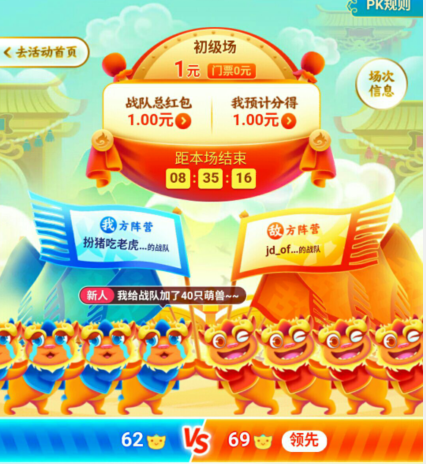 PK规则
去活动首页
初级场
1元 门票0元
场次
信息
战队总红包 我预计分得
1.00元 1.00元
距本场结束
08:35:16
我方阵营 敌方阵营
扮猪吃老虎...的战队 jd_of...的战队
新人 我给战队加了40只萌兽~~
62 VS 69 领先